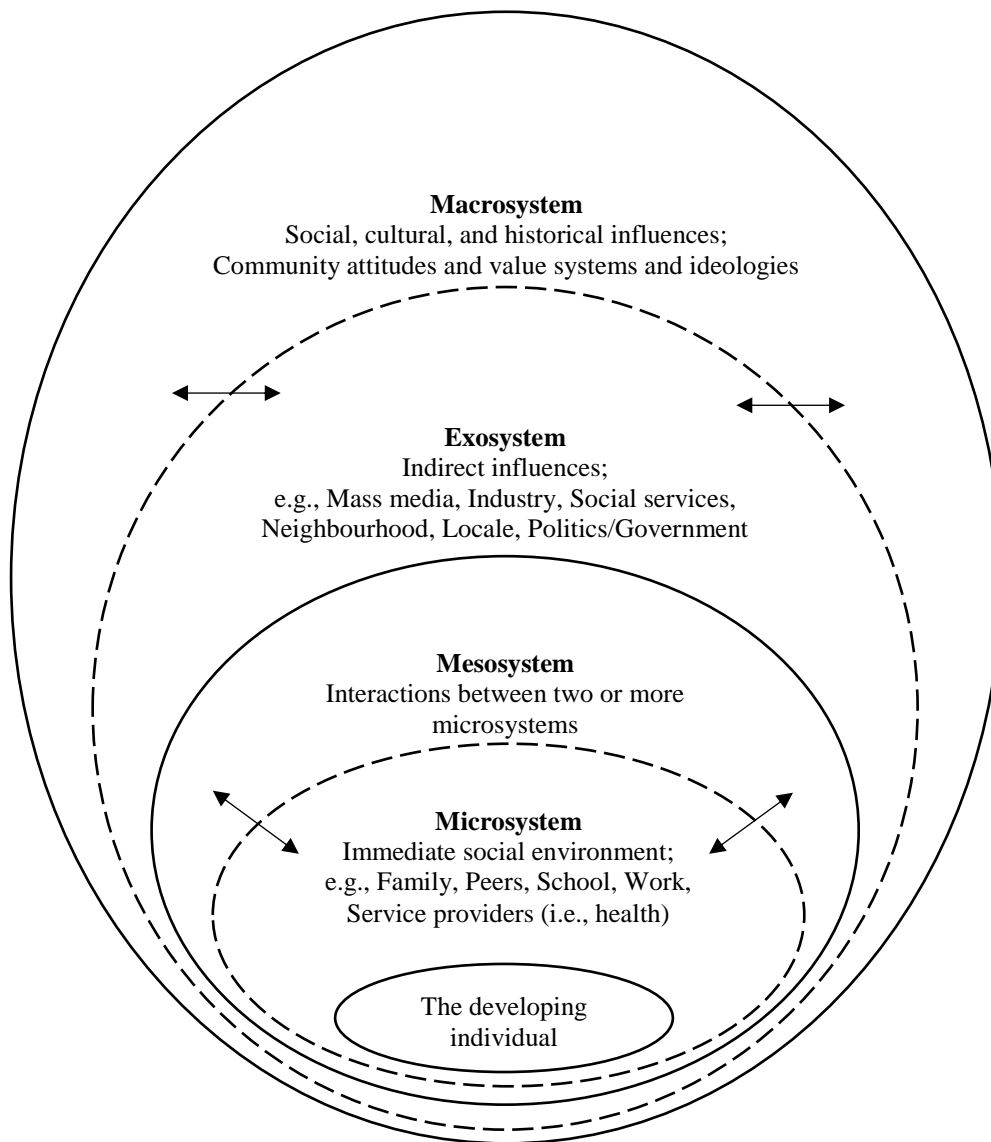 Macrosystem
Social, cultural, and historical influences;
Community attitudes and value systems and ideologies
Exosystem
Indirect influences;
e.g., Mass media, Industry, Social services,
Neighbourhood, Locale, Politics/Government
Mesosystem
Interactions between two or more
microsystems
Microsystem
Immediate social environment;
e.g., Family, Peers, School, Work,
Service providers (i.e., health)
The developing
individual